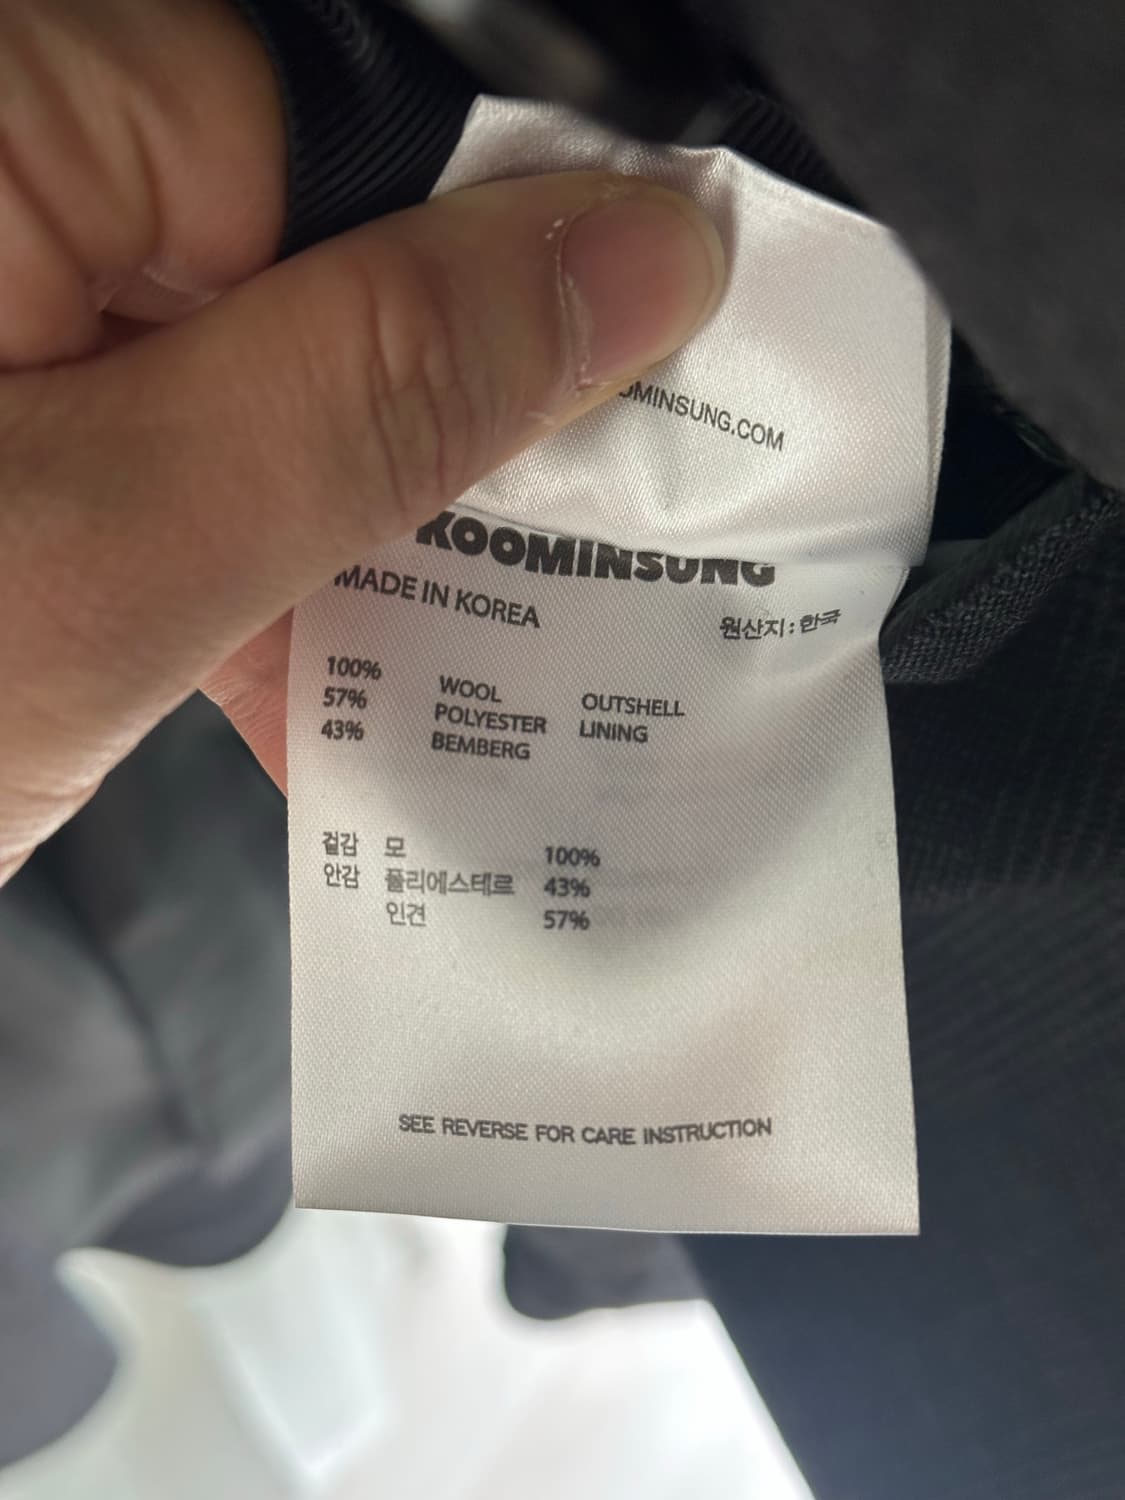 OMINSUNG.COM
KOOMINSUNG
MADE IN KOREA
원산지 : 한국
100% WOOL OUTSHELL
57% POLYESTER LINING
43% BEMBERG
겉감 모 100%
안감 폴리에스테르 43%
인견 57%
SEE REVERSE FOR CARE INSTRUCTION